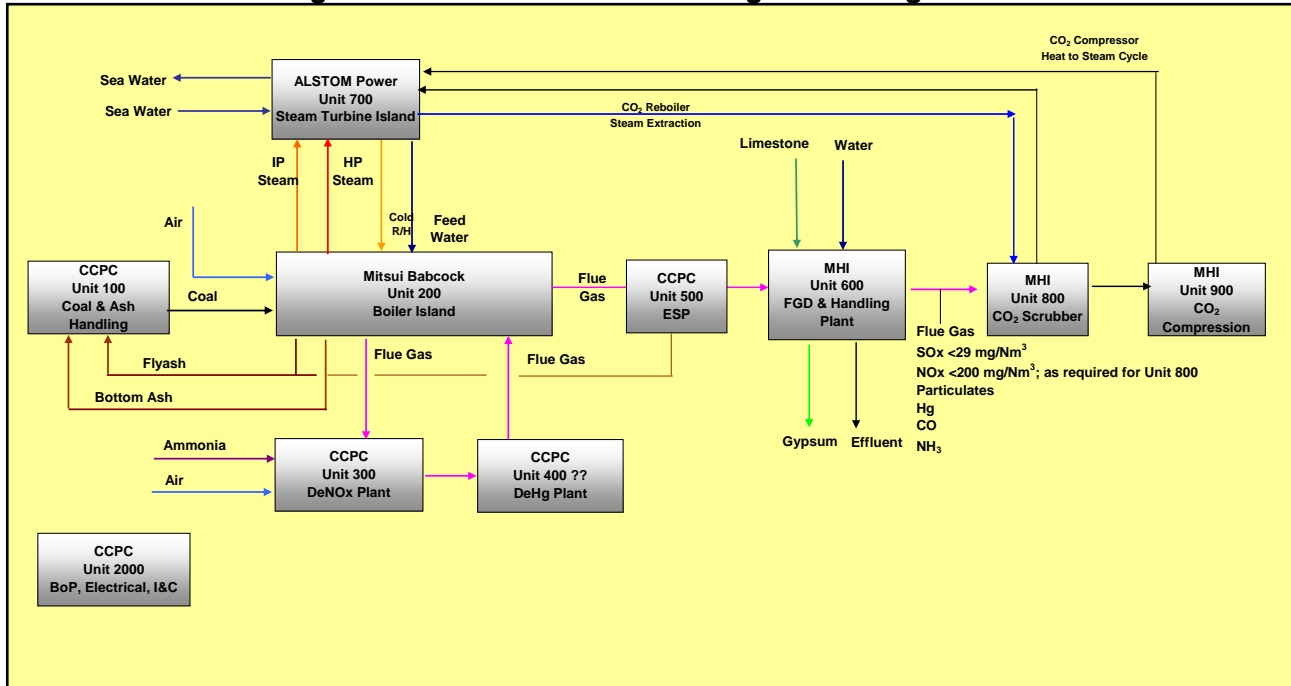 CO2 Compressor
Heat to Steam Cycle
Sea Water
Sea Water
ALSTOM Power
Unit 700
Steam Turbine Island
CO2 Reboiler
Steam Extraction
IP
Steam
HP
Steam
Cold
R/H
Feed
Water
Limestone
Water
Air
CCPC
Unit 100
Coal & Ash
Handling
Coal
Mitsui Babcock
Unit 200
Boiler Island
Flue
Gas
CCPC
Unit 500
ESP
MHI
Unit 600
FGD & Handling
Plant
MHI
Unit 800
CO2 Scrubber
MHI
Unit 900
CO2
Compression
Flyash
Bottom Ash
Flue Gas
Flue Gas
Flue Gas
SOx <29 mg/Nm3
NOx <200 mg/Nm3; as required for Unit 800
Particulates
Hg
CO
NH3
Gypsum
Effluent
Ammonia
Air
CCPC
Unit 300
DeNOx Plant
CCPC
Unit 400 ??
DeHg Plant
CCPC
Unit 2000
BoP, Electrical, I&C